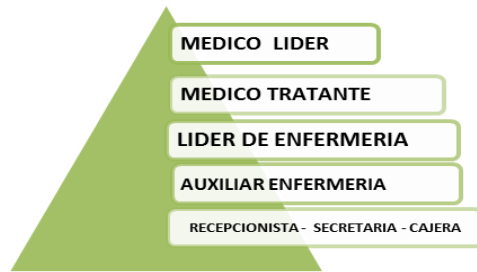 MEDICO LIDER
MEDICO TRATANTE
LIDER DE ENFERMERIA
AUXILIAR ENFERMERIA
RECEPCIONISTA - SECRETARIA - CAJERA